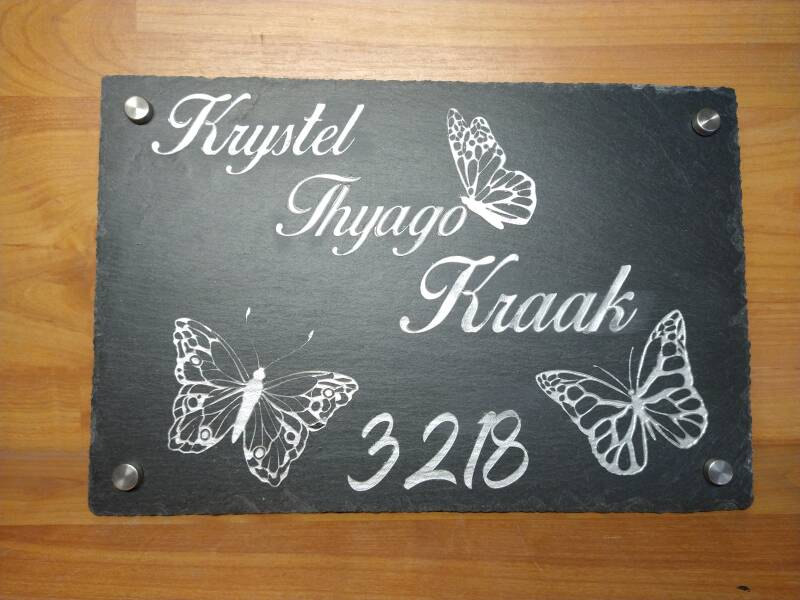 Krystel
Thyago
Kraak
3218